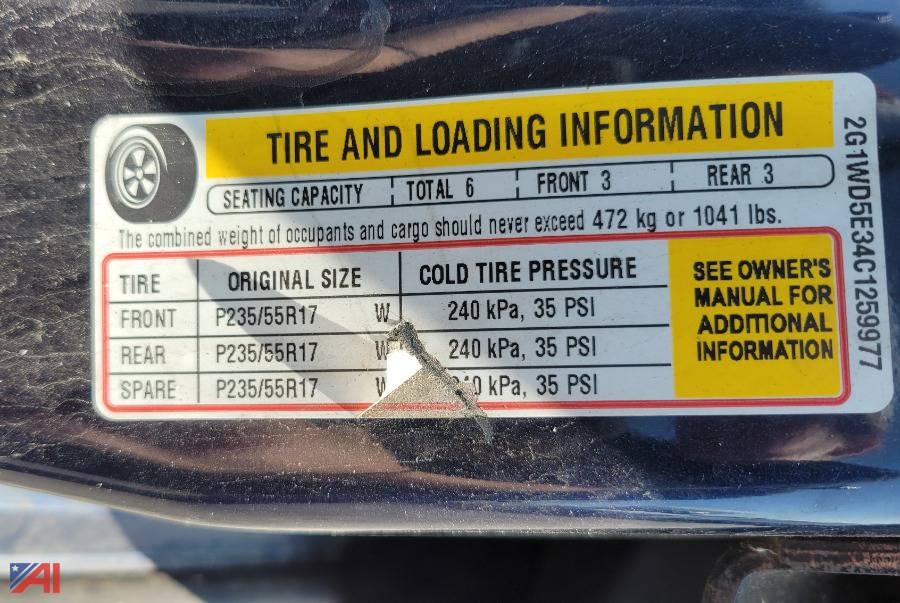 TIRE AND LOADING INFORMATION
SEATING CAPACITY TOTAL 6 FRONT 3 REAR 3
The combined weight of occupants and cargo should never exceed 472 kg or 1041 lbs.
TIRE ORIGINAL SIZE COLD TIRE PRESSURE
FRONT P235/55R17 W 240 kPa, 35 PSI
REAR P235/55R17 W 240 kPa, 35 PSI
SPARE P235/55R17 kPa, 35 PSI
SEE OWNER'S
MANUAL FOR
ADDITIONAL
INFORMATION
2G1WD5E34C1259977
AI